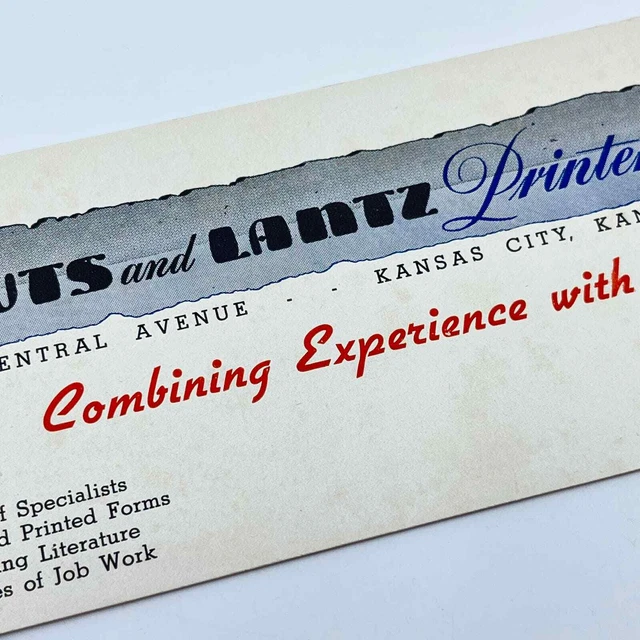 UTS and LANTZ Printer
ENTRAL AVENUE - - KANSAS CITY, KAN
Combining Experience with
f Specialists
d Printed Forms
ng Literature
es of Job Work